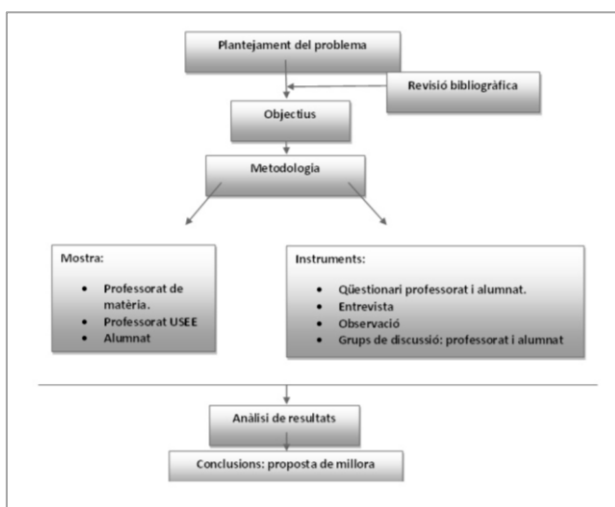 Plantejament del problema
Revisió bibliogràfica
Objectius
Metodologia
Mostra:
• Professorat de
matèria.
• Professorat USEE
• Alumnat
Instruments:
• Qüestionari professorat i alumnat.
• Entrevista
• Observació
• Grups de discussió: professorat i alumnat
Anàlisi de resultats
Conclusions: proposta de millora